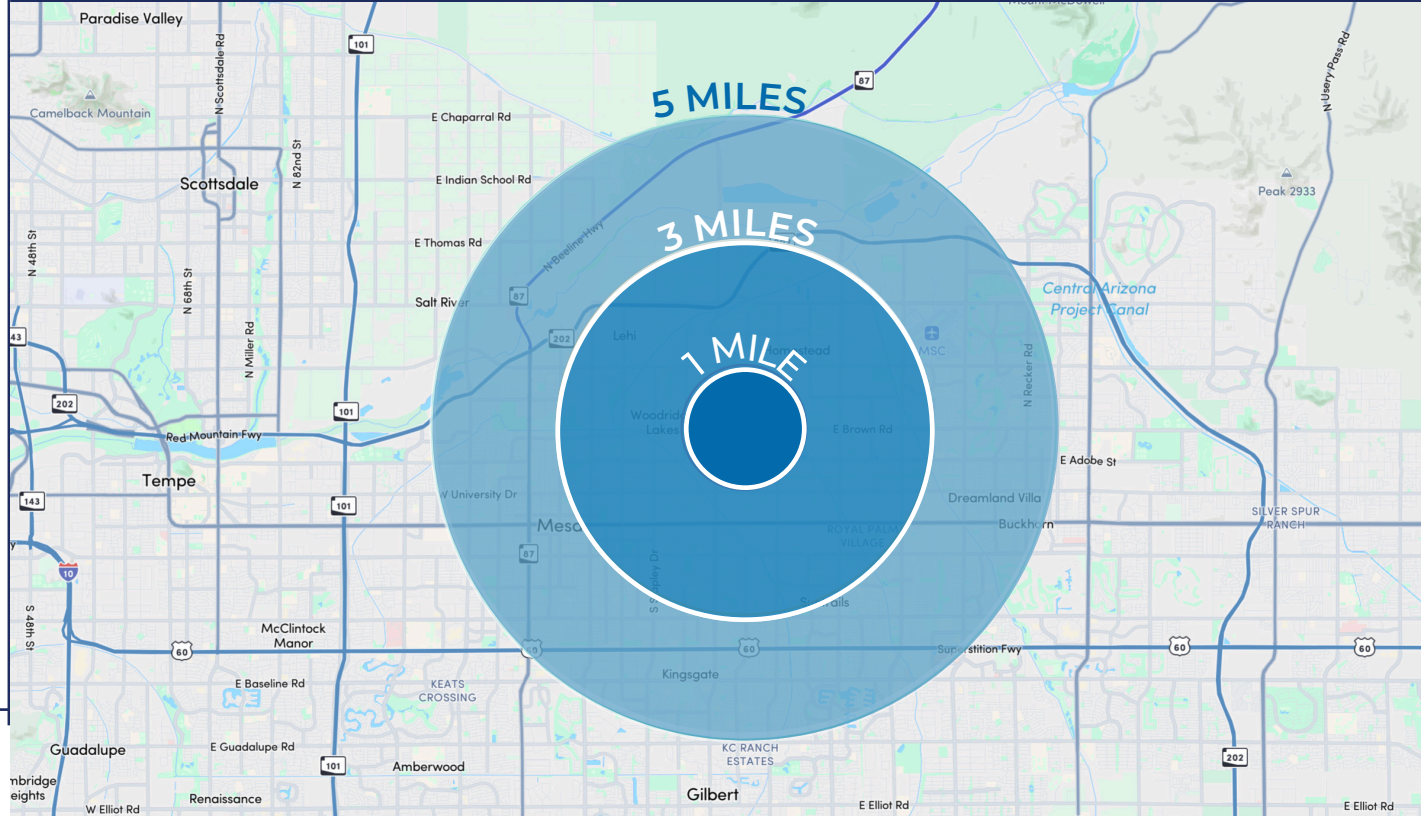 Mount McDowell
Paradise Valley
101
N Scottsdale Rd
87
N Usery Pass Rd
5 MILES
Camelback Mountain
E Chaparral Rd
N 82nd St
Scottsdale
E Indian School Rd
Peak 2933
3 MILES
N 48th St
E Thomas Rd
N Beeline Hwy
N 68th St
Salt River
87
Central Arizona
Project Canal
43
N Miller Rd
202
Lehi
1 MILE
MSC
N Recker Rd
202
101
Lakes
E Brown Rd
Red Mountain Fwy
E Adobe St
Tempe
143
101
W University Dr
Dreamland Villa
Mesa
ROYAL PALM
VILLAGE
Buckhorn
SILVER SPUR
RANCH
87
10
S 48th St
McClintock
Manor
60
60
60
Superstition Fwy
60
60
E Baseline Rd
KEATS
CROSSING
Kingsgate
Guadalupe
E Guadalupe Rd
KC RANCH
ESTATES
101
Amberwood
202
Renaissance
Gilbert
W Elliot Rd
E Elliot Rd
E Elliot Rd